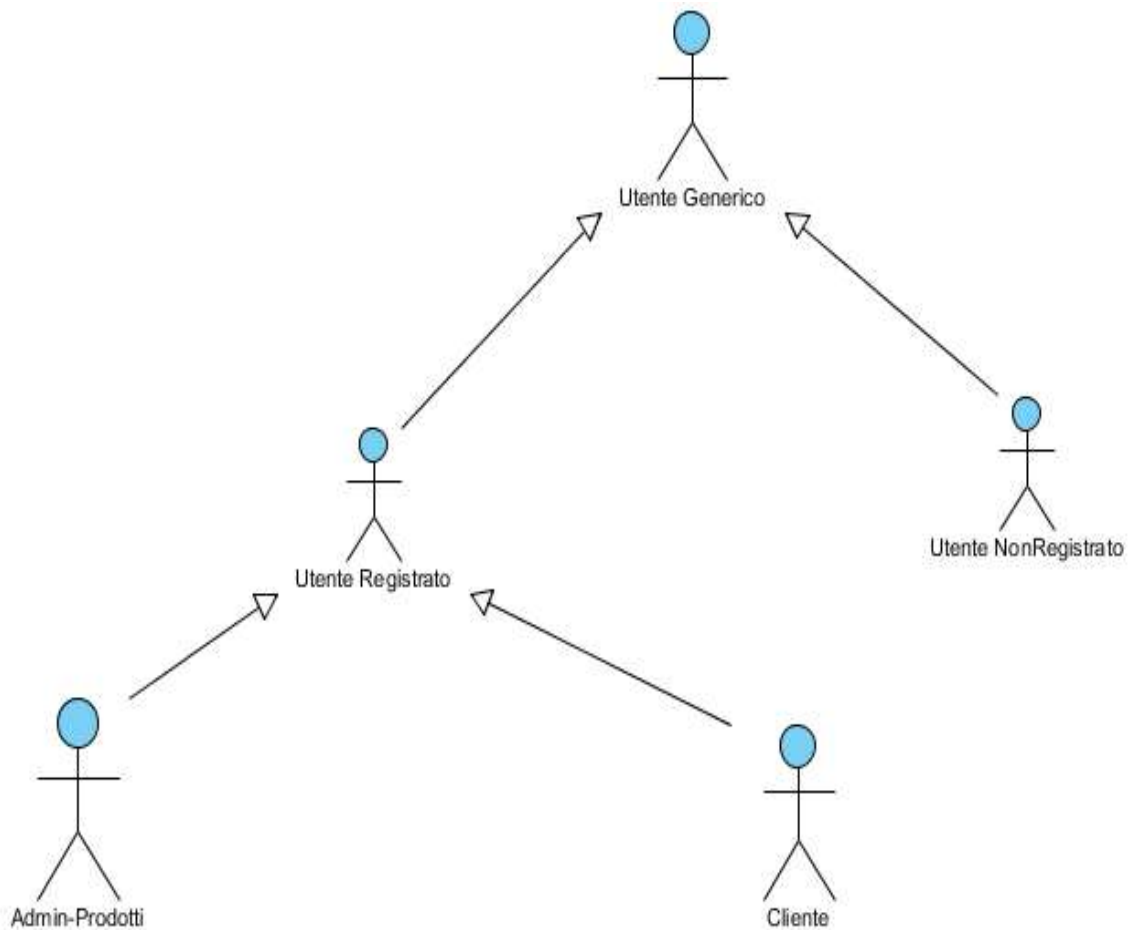 Utente Generico
Utente NonRegistrato
Utente Registrato
Admin-Prodotti
Cliente